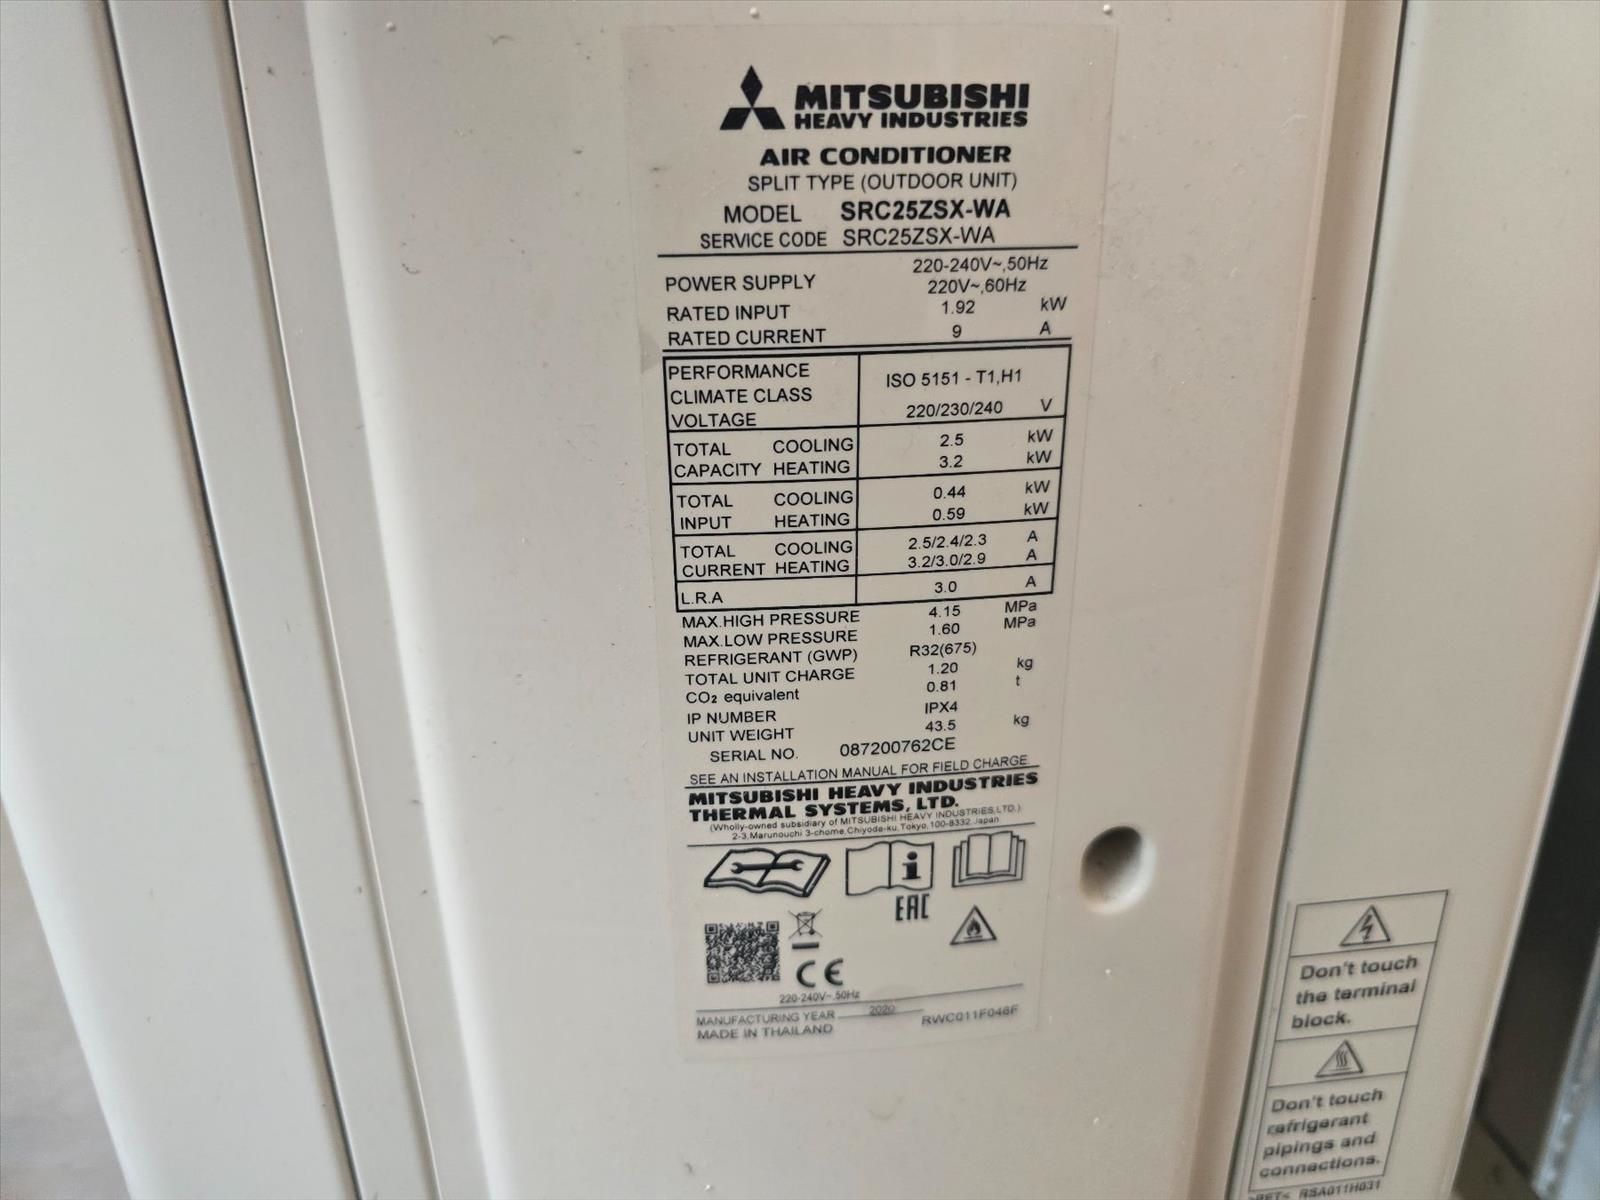 MITSUBISHI
HEAVY INDUSTRIES
AIR CONDITIONER
SPLIT TYPE (OUTDOOR UNIT)
MODEL SRC25ZSX-WA
SERVICE CODE SRC25ZSX-WA
POWER SUPPLY 220-240V~,50Hz
220V~,60Hz
RATED INPUT 1.92 kW
RATED CURRENT 9 A
PERFORMANCE
CLIMATE CLASS ISO 5151 - T1,H1
VOLTAGE 220/230/240 V
TOTAL COOLING 2.5 kW
CAPACITY HEATING 3.2 kW
TOTAL COOLING 0.44 kW
INPUT HEATING 0.59 kW
TOTAL COOLING 2.5/2.4/2.3 A
CURRENT HEATING 3.2/3.0/2.9 A
L.R.A 3.0 A
MAX.HIGH PRESSURE 4.15 MPa
MAX.LOW PRESSURE 1.60 MPa
REFRIGERANT (GWP) R32(675)
TOTAL UNIT CHARGE 1.20 kg
CO₂ equivalent 0.81 t
IP NUMBER IPX4
UNIT WEIGHT 43.5 kg
SERIAL NO. 087200762CE
SEE AN INSTALLATION MANUAL FOR FIELD CHARGE.
MITSUBISHI HEAVY INDUSTRIES
THERMAL SYSTEMS, LTD.
(Wholly-owned subsidiary of MITSUBISHI HEAVY INDUSTRIES,LTD.)
2-3,Marunouchi 3-chome,Chiyoda-ku,Tokyo,100-8332,Japan
i
EAC
CE
220-240V~,50Hz
MANUFACTURING YEAR 2020
MADE IN THAILAND RWC011F046F
Don't touch
the terminal
block.
Don't touch
refrigerant
pipings and
connections.
>PET< RSA011H031